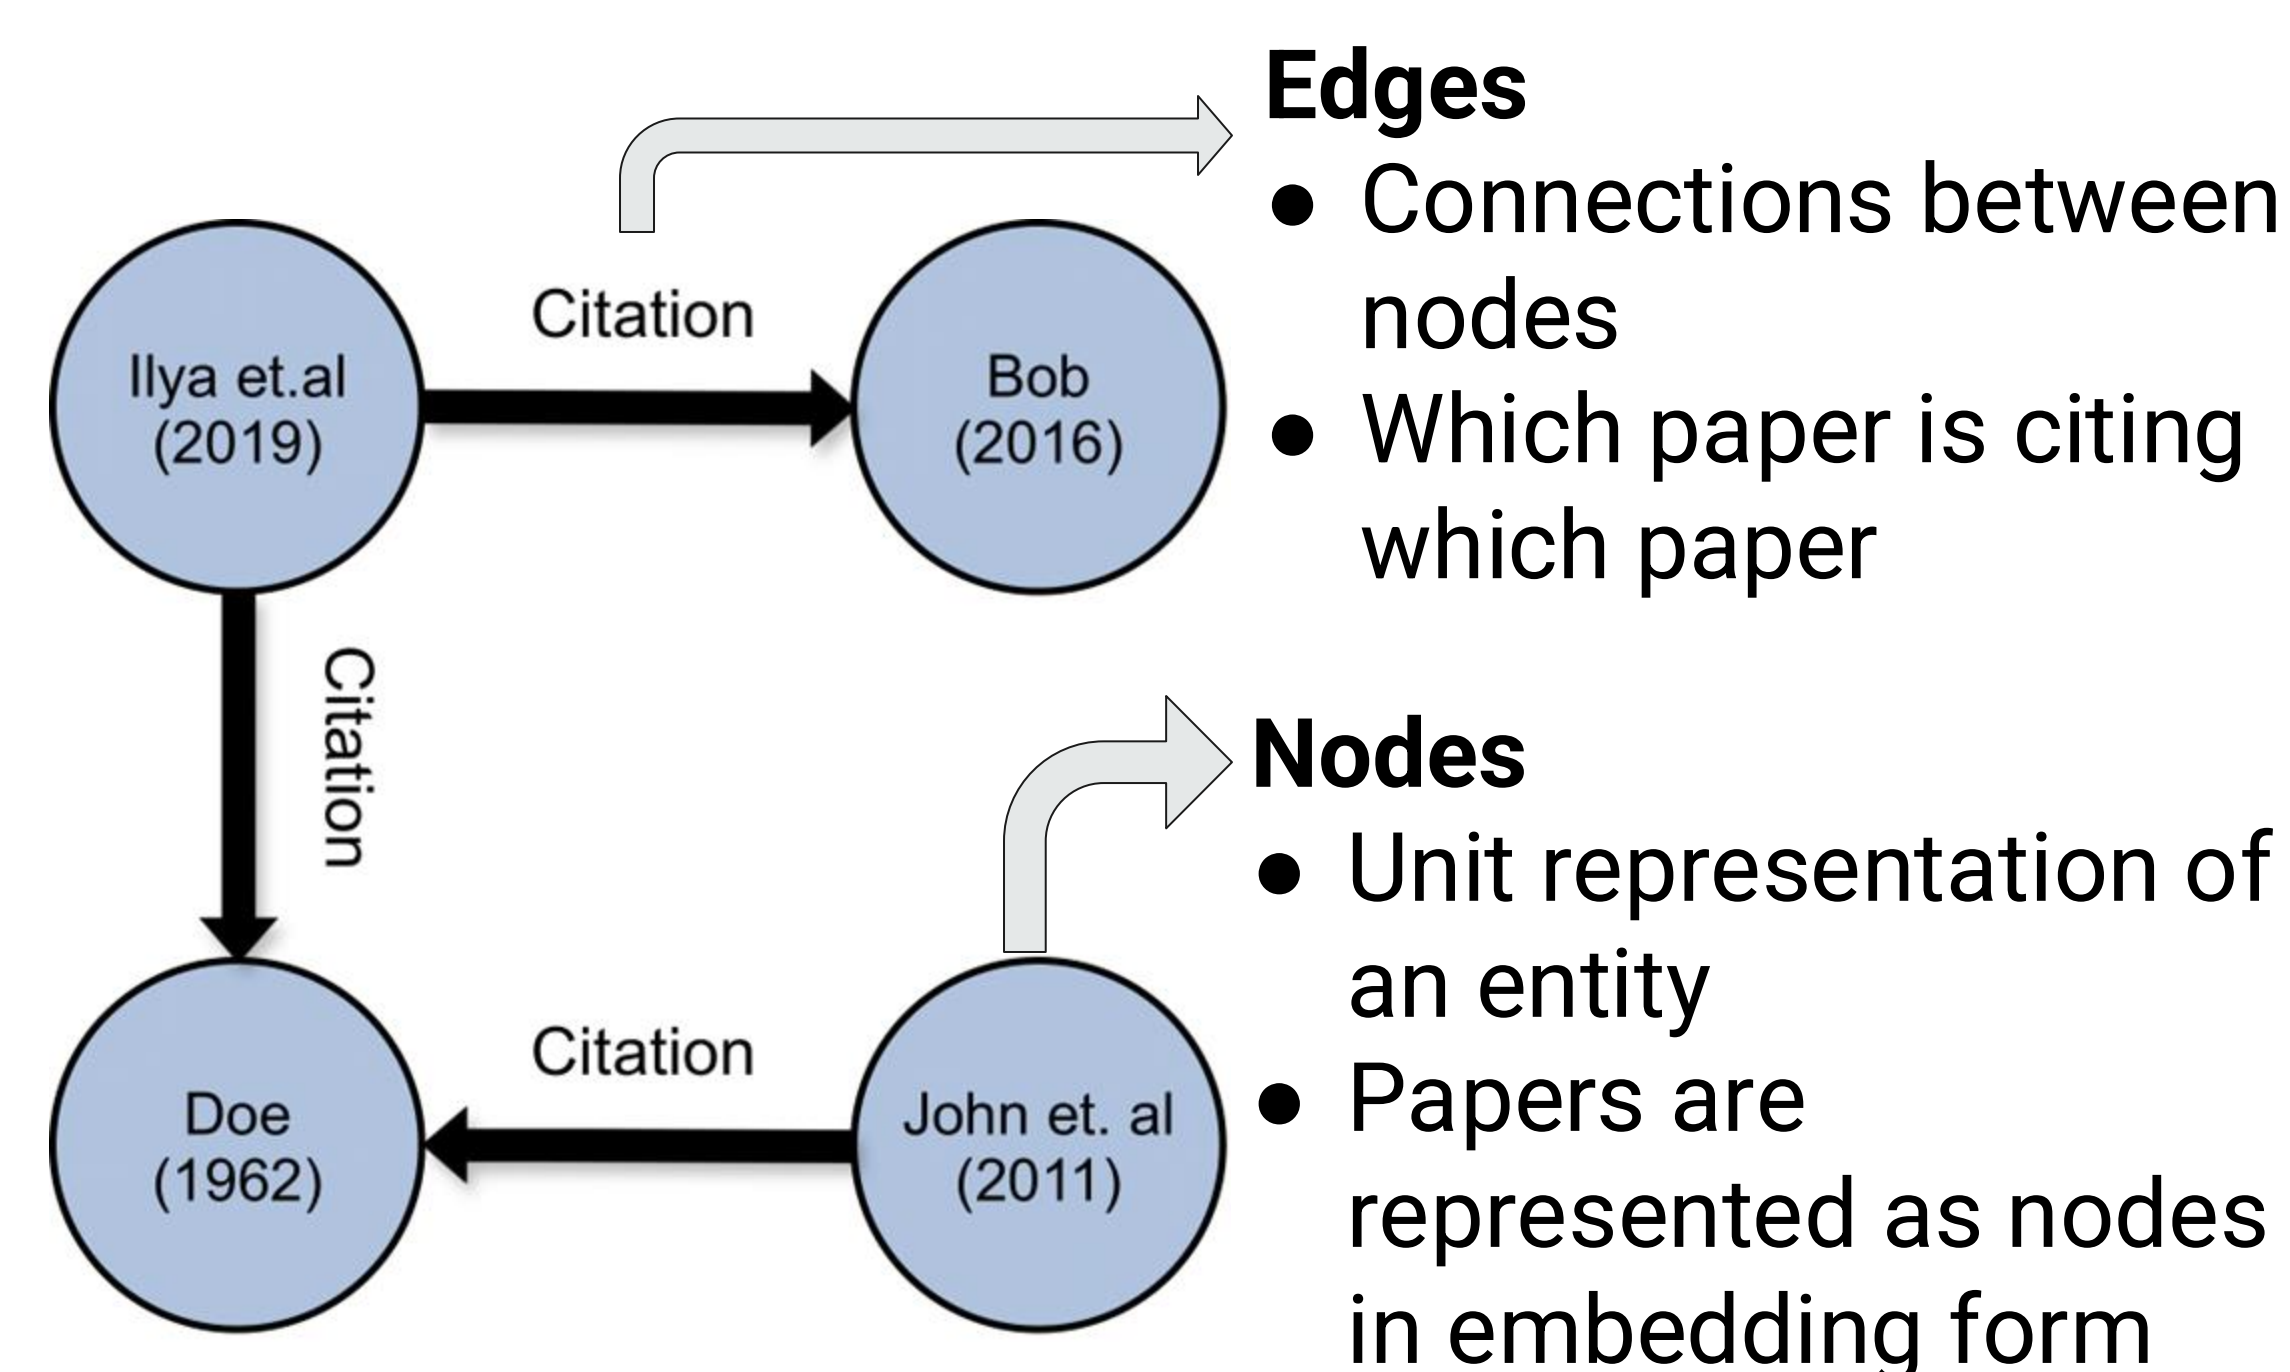 Edges
● Connections between
nodes
● Which paper is citing
which paper
Citation
Ilya et.al
(2019)
Bob
(2016)
Citation
Nodes
● Unit representation of
an entity
● Papers are
represented as nodes
in embedding form
Citation
Doe
(1962)
John et. al
(2011)